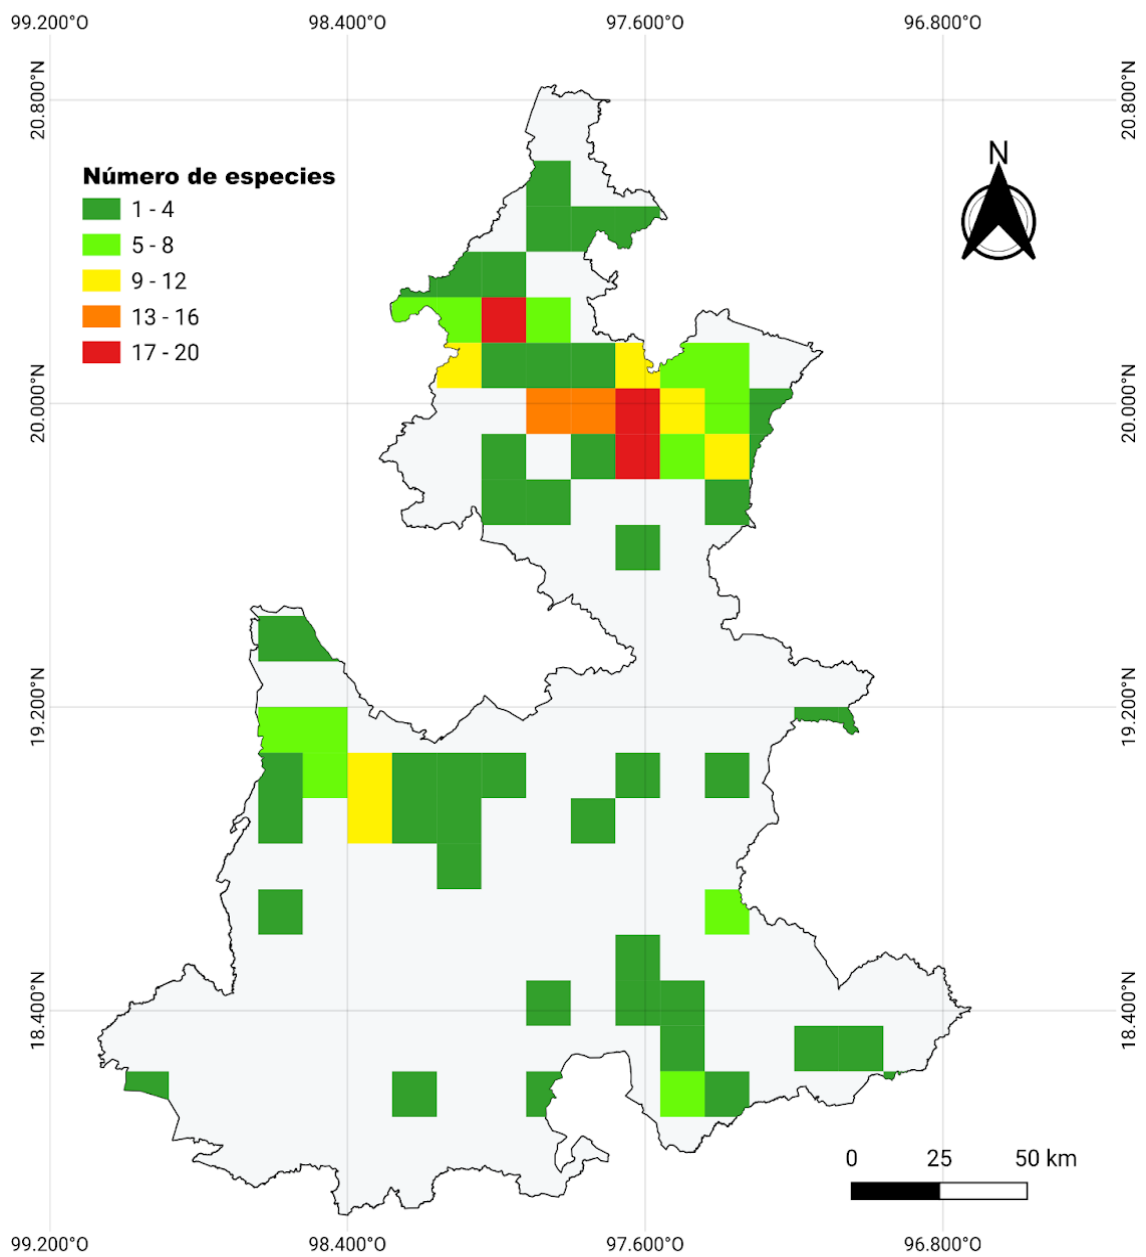 99.200°O 98.400°O 97.600°O 96.800°O
20.800°N 20.800°N
N
Número de especies
1 - 4
5 - 8
9 - 12
13 - 16
17 - 20
20.000°N 20.000°N
19.200°N 19.200°N
18.400°N 18.400°N
0 25 50 km
99.200°O 98.400°O 97.600°O 96.800°O